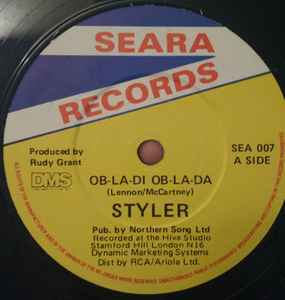 SEARA
RECORDS
Produced by
Rudy Grant
SEA 007
A SIDE
DMS
OB-LA-DI OB-LA-DA
(Lennon/McCartney)
STYLER
Pub. by Northern Song Ltd
Recorded at the Hive Studio
Stamford Hill London N16
Dynamic Marketing Systems
Dist by RCA/Ariola Ltd.